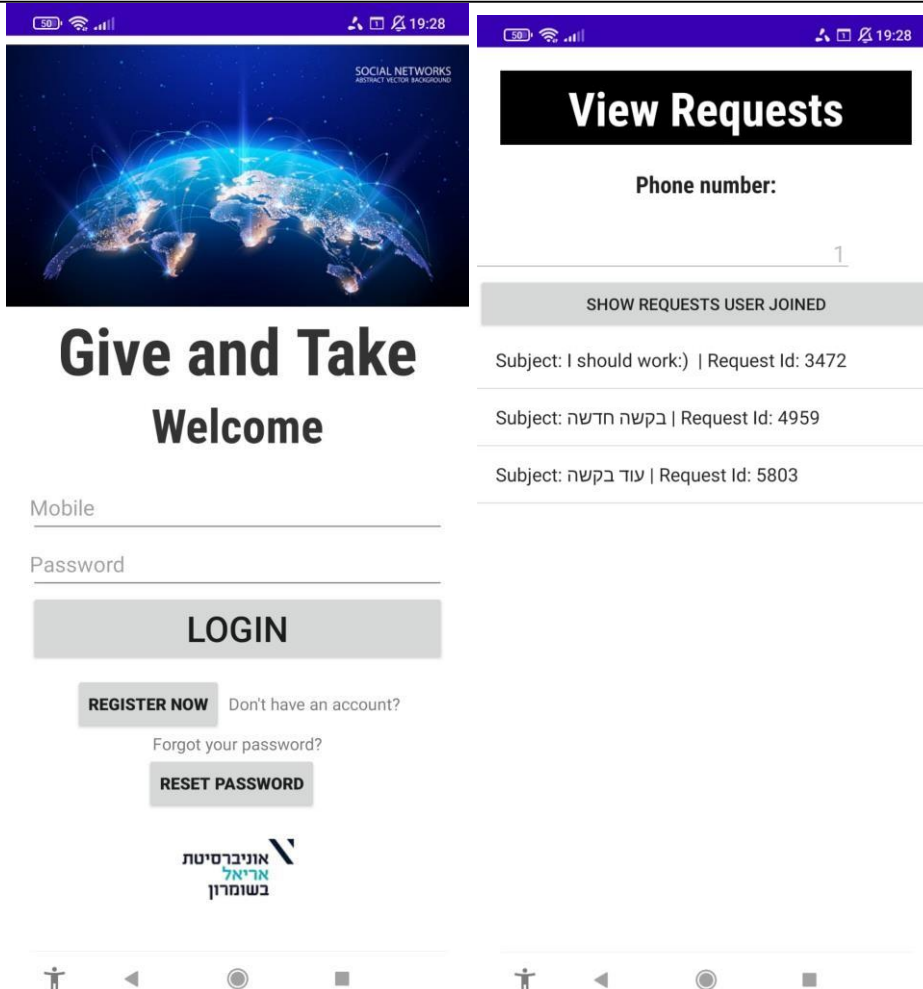 50 19:28
SOCIAL NETWORKS
ABSTRACT VECTOR BACKGROUND
Give and Take
Welcome
Mobile
Password
LOGIN
REGISTER NOW Don't have an account?
Forgot your password?
RESET PASSWORD
אוניברסיטת
אריאל
בשומרון
50 19:28
View Requests
Phone number:
1
SHOW REQUESTS USER JOINED
Subject: I should work:) | Request Id: 3472
Subject: בקשה חדשה | Request Id: 4959
Subject: עוד בקשה | Request Id: 5803